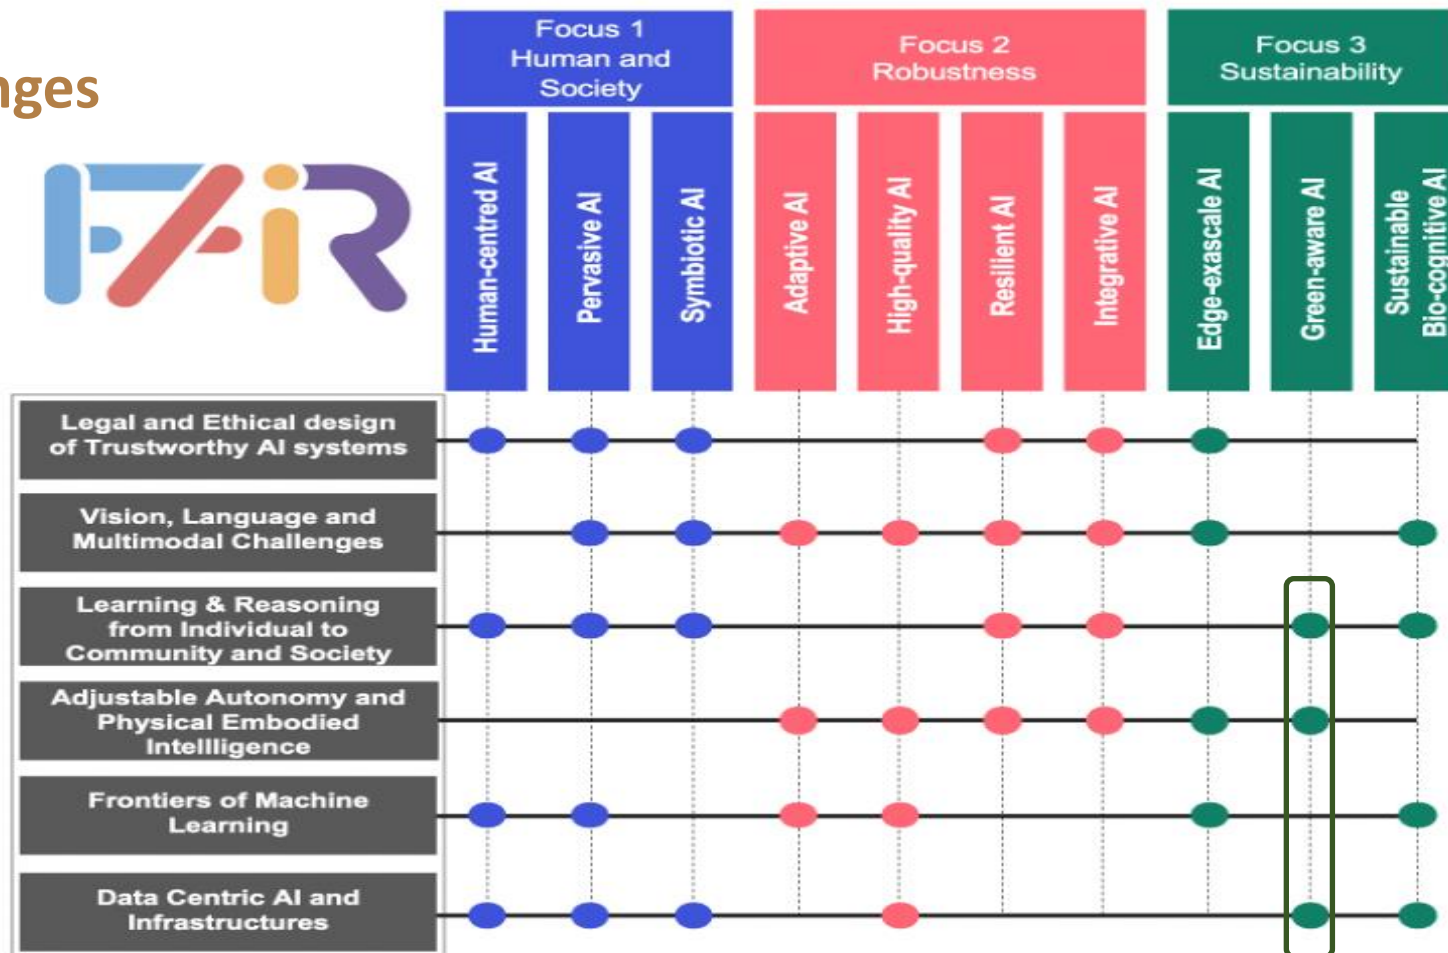 nges
FAiR
Focus 1
Human and
Society
Focus 2
Robustness
Focus 3
Sustainability
Human-centred AI
Pervasive AI
Symbiotic AI
Adaptive AI
High-quality AI
Resilient AI
Integrative AI
Edge-exascale AI
Green-aware AI
Sustainable
Bio-cognitive AI
Legal and Ethical design
of Trustworthy AI systems
Vision, Language and
Multimodal Challenges
Learning & Reasoning
from Individual to
Community and Society
Adjustable Autonomy and
Physical Embodied
Intellligence
Frontiers of Machine
Learning
Data Centric AI and
Infrastructures